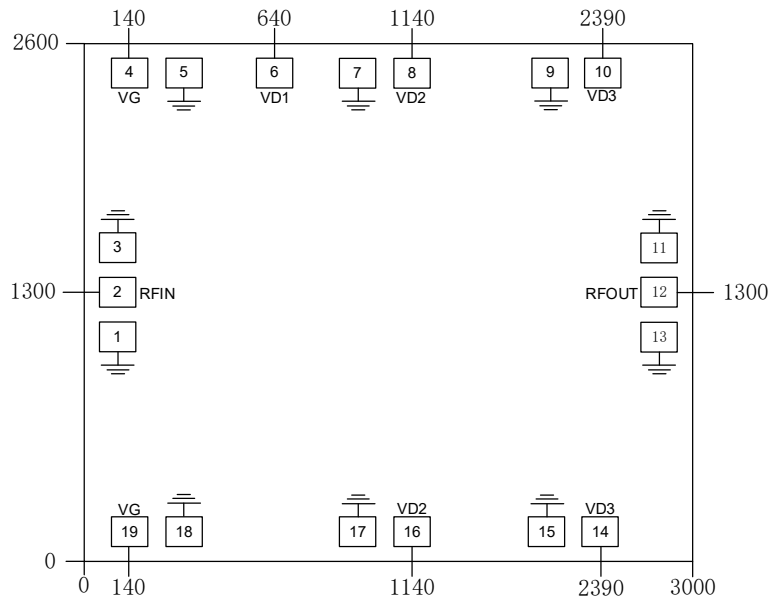 140 640 1140 2390
2600
4 5 6 7 8 9 10
VG VD1 VD2 VD3
3 11
1300 2 RFIN RFOUT 12 1300
1 13
VG VD2 VD3
19 18 17 16 15 14
0
0 140 1140 2390 3000